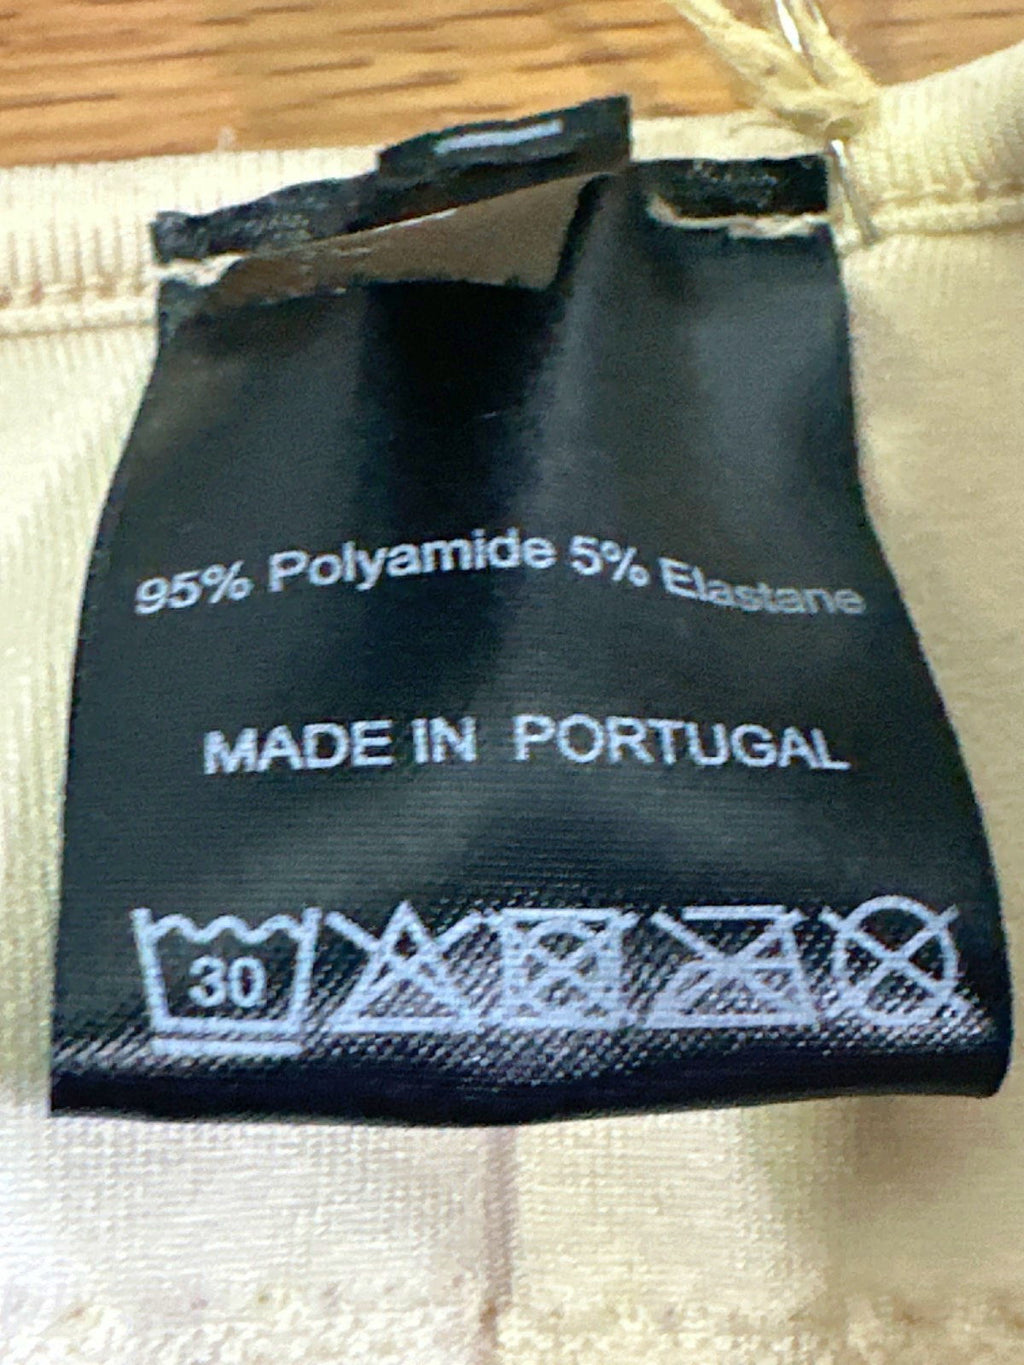 95% Polyamide 5% Elastane
MADE IN PORTUGAL
30